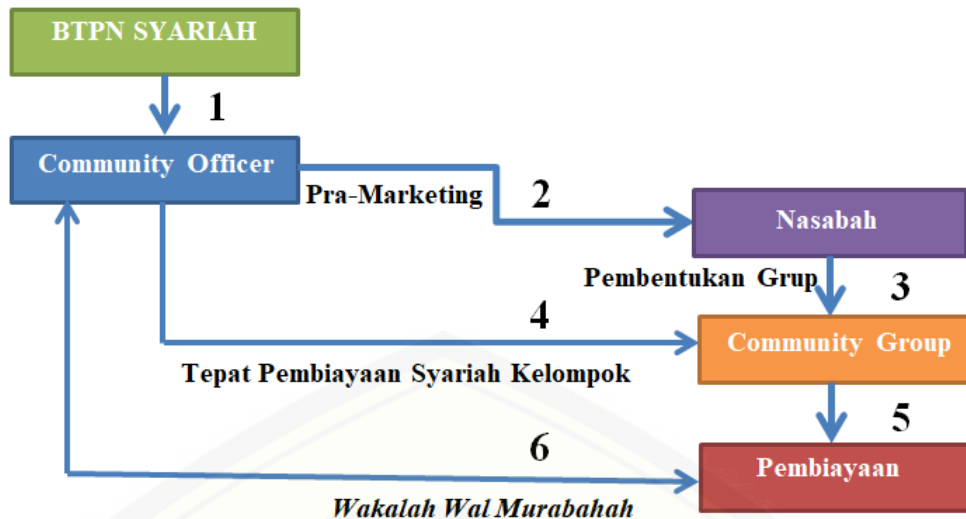 BTPN SYARIAH
1
Community Officer
Pra-Marketing
2
Nasabah
Pembentukan Grup
3
4
Community Group
Tepat Pembiayaan Syariah Kelompok
5
6
Pembiayaan
Wakalah Wal Murabahah